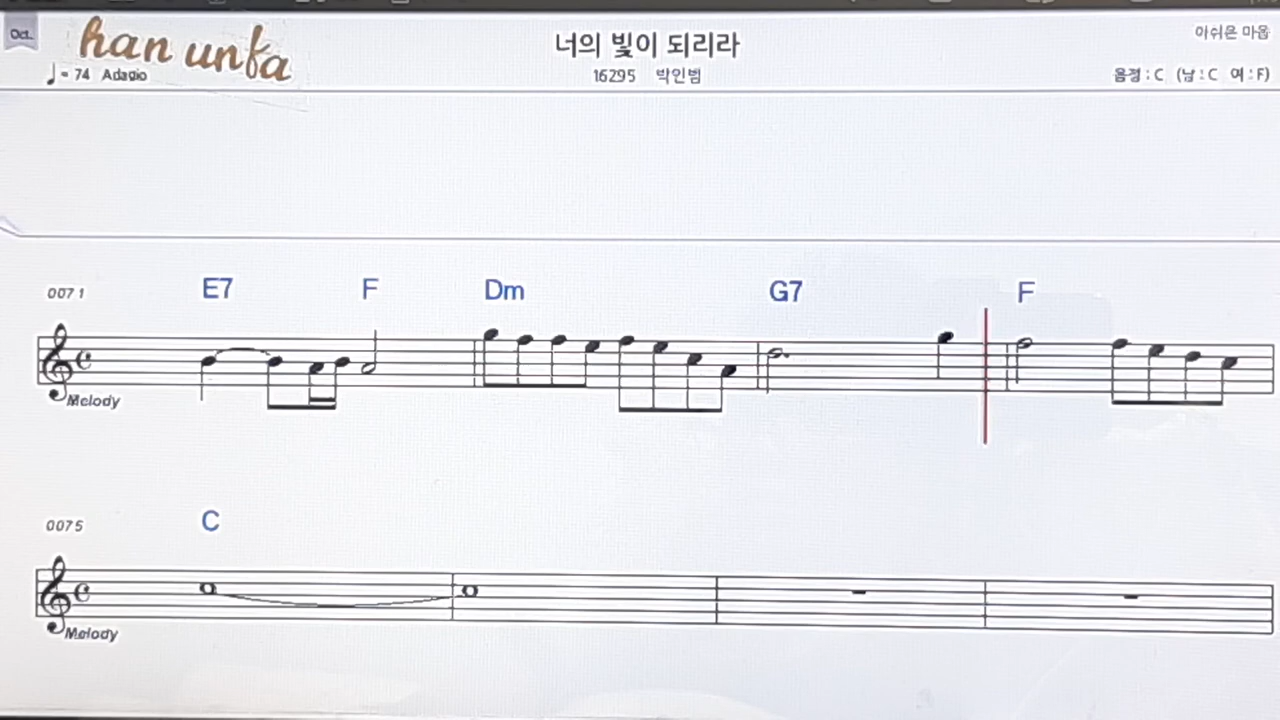 Oct.
han unfa
너의 빛이 되리라
아쉬운 마음
♩= 74 Adagio
16295 박인범
음정 : C (남 : C 여 : F)
0071
E7 F Dm G7 F
Melody
0075
C
Melody